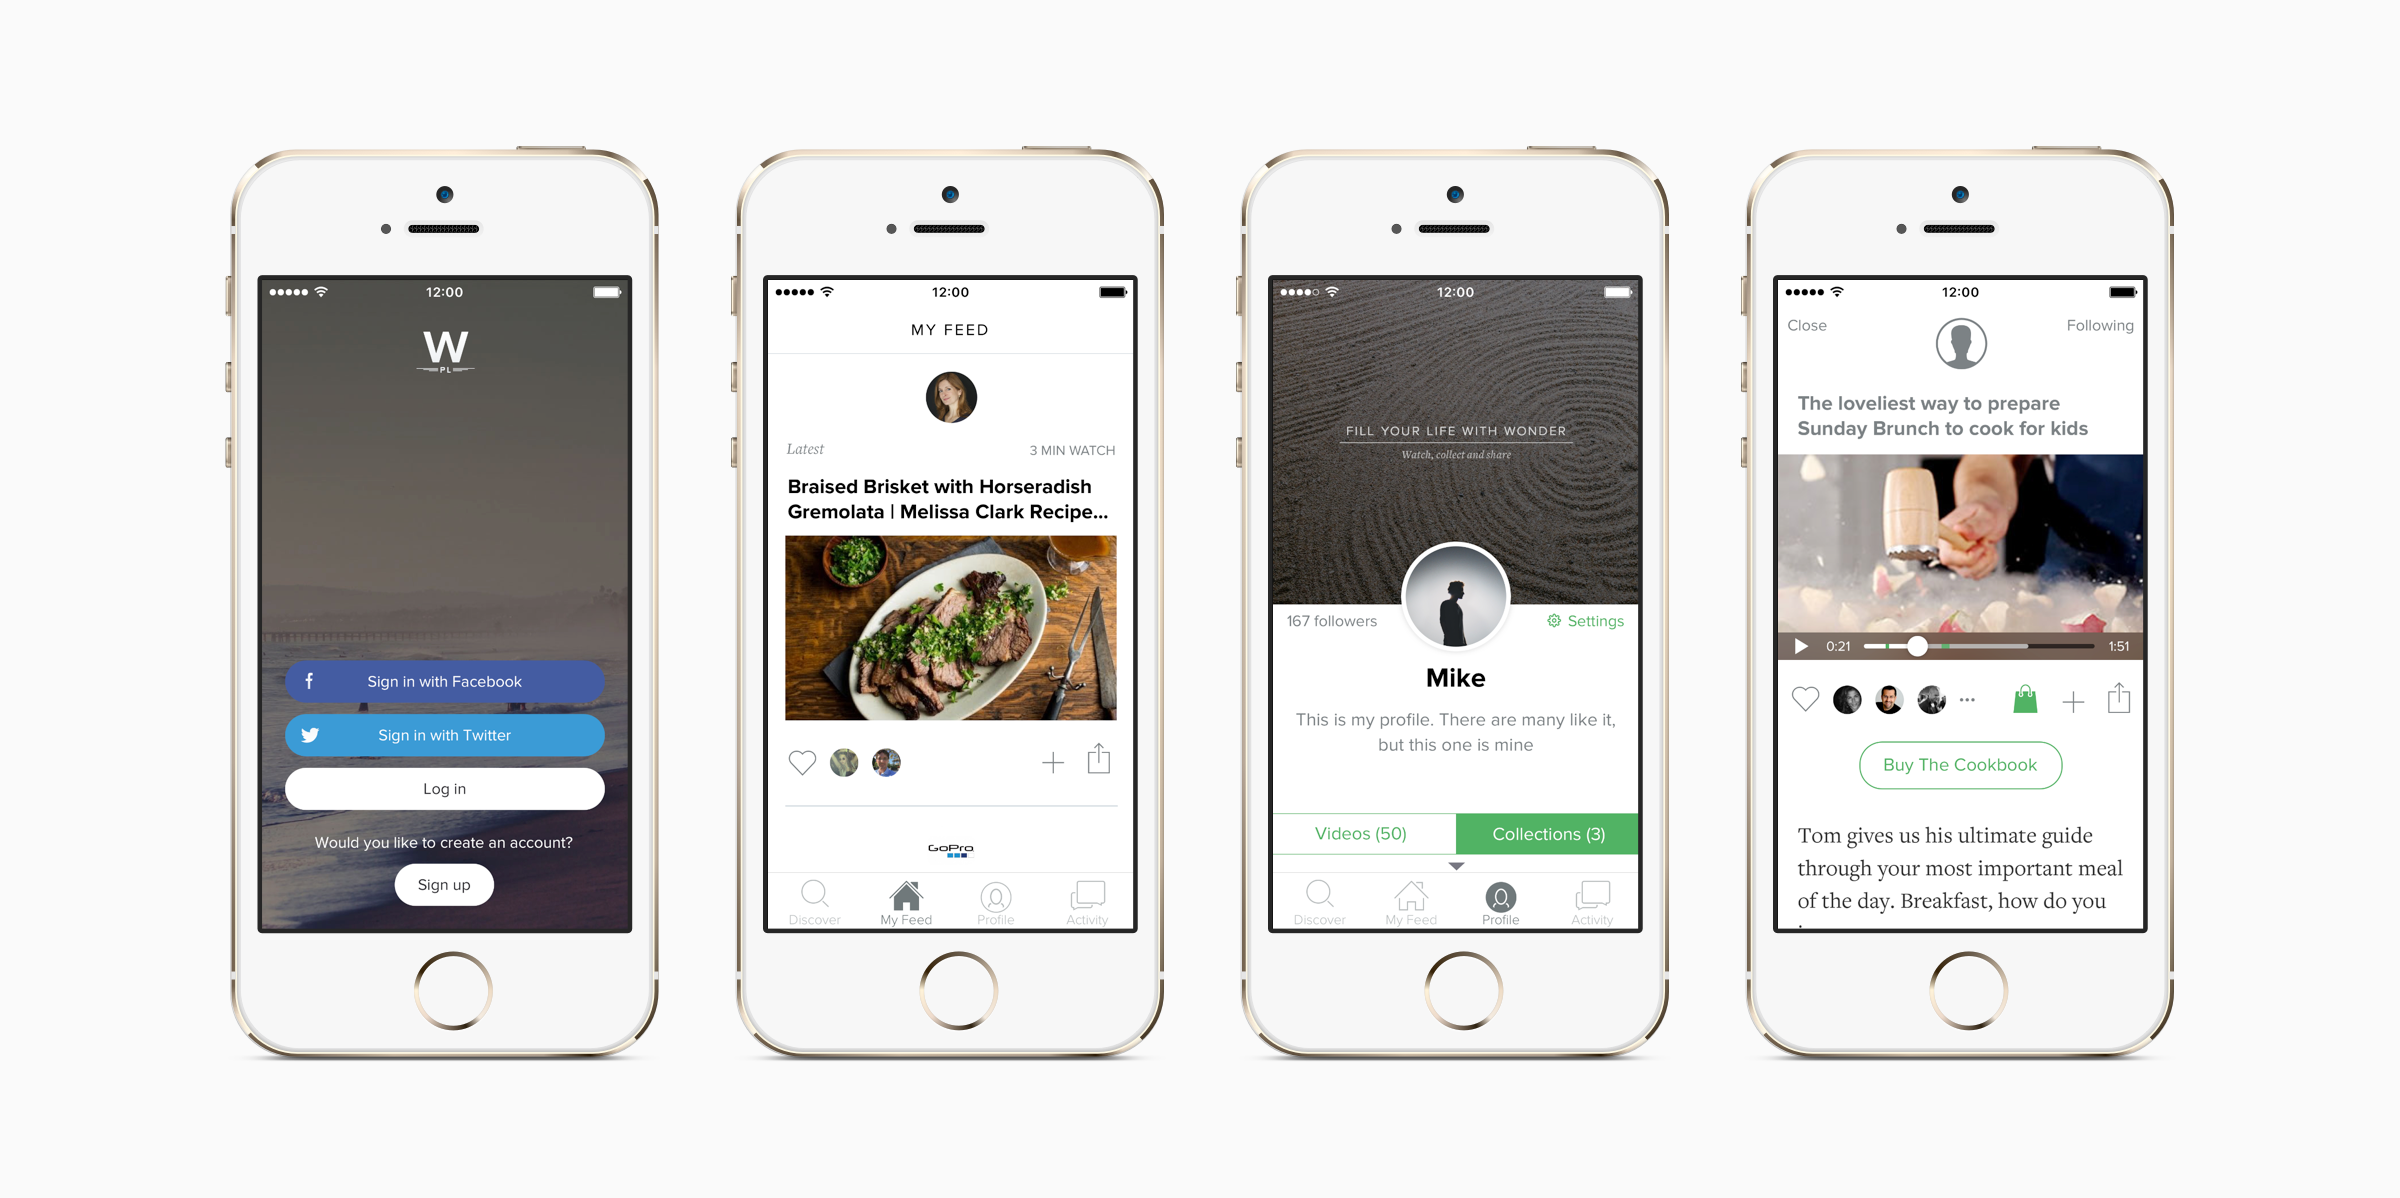 12:00
W
PL
Sign in with Facebook
Sign in with Twitter
Log in
Would you like to create an account?
Sign up
12:00
MY FEED
Latest
3 MIN WATCH
Braised Brisket with Horseradish
Gremolata | Melissa Clark Recipe...
GoPro
Discover
My Feed
Profile
Activity
12:00
FILL YOUR LIFE WITH WONDER
Watch, collect and share
167 followers
Settings
Mike
This is my profile. There are many like it,
but this one is mine
Videos (50)
Collections (3)
Discover
My Feed
Profile
Activity
12:00
Close
Following
The loveliest way to prepare
Sunday Brunch to cook for kids
0:21
1:51
Buy The Cookbook
Tom gives us his ultimate guide
through your most important meal
of the day. Breakfast, how do you